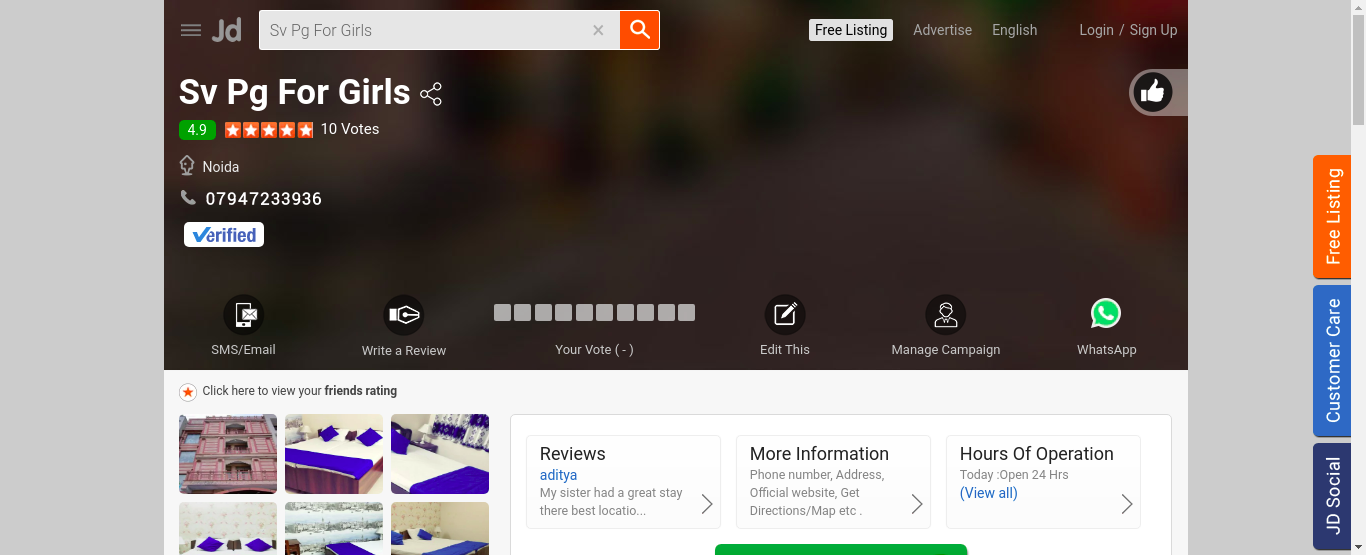 Jd
Sv Pg For Girls
Free Listing
Advertise
English
Login / Sign Up
Sv Pg For Girls
4.9
10 Votes
Noida
07947233936
Verified
SMS/Email
Write a Review
Your Vote ( - )
Edit This
Manage Campaign
WhatsApp
Click here to view your friends rating
Reviews
aditya
My sister had a great stay
there best locatio...
More Information
Phone number, Address,
Official website, Get
Directions/Map etc .
Hours Of Operation
Today :Open 24 Hrs
(View all)
Free Listing
Customer Care
JD Social